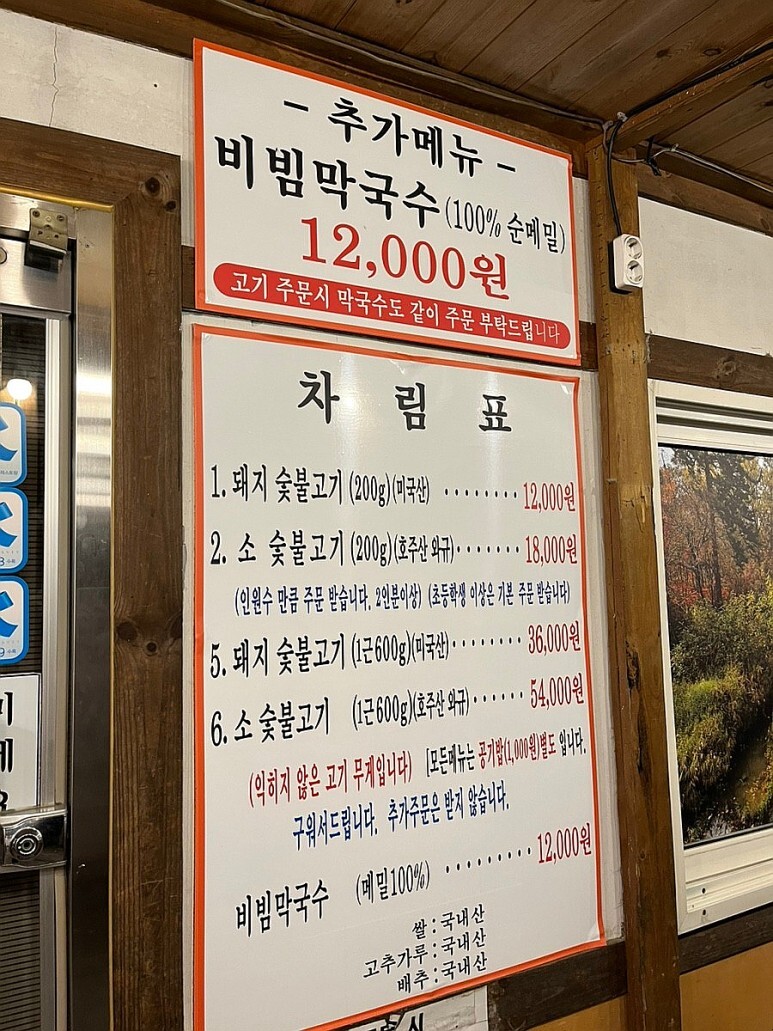 - 추가메뉴 -
비빔막국수 (100% 순메밀)
12,000원
고기 주문시 막국수도 같이 주문 부탁드립니다
차 림 표
1. 돼지 숯불고기 (200g)(미국산) ········ 12,000원
2. 소 숯불고기 (200g)(호주산 와규)······· 18,000원
(인원수 만큼 주문 받습니다. 2인분이상) (초등학생 이상은 기본 주문 받습니다)
5. 돼지 숯불고기 (1근600g)(미국산)········ 36,000원
6. 소 숯불고기 (1근600g)(호주산 와규)······ 54,000원
(익히지 않은 고기 무게입니다) [모든메뉴는 공기밥(1,000원)별도 입니다.
구워서드립니다. 추가주문은 받지 않습니다.
비빔막국수 (메밀100%) ········· 12,000원
쌀 : 국내산
고추가루 : 국내산
배추 : 국내산